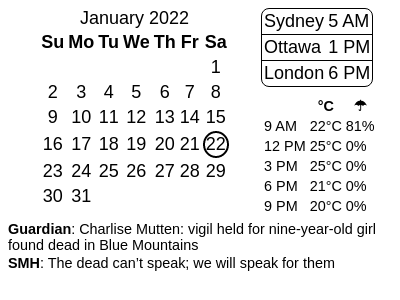 January 2022
Su Mo Tu We Th Fr Sa
1
2 3 4 5 6 7 8
9 10 11 12 13 14 15
16 17 18 19 20 21 22
23 24 25 26 27 28 29
30 31
Sydney 5 AM
Ottawa 1 PM
London 6 PM
°C ☂
9 AM 22°C 81%
12 PM 25°C 0%
3 PM 25°C 0%
6 PM 21°C 0%
9 PM 20°C 0%
Guardian: Charlise Mutten: vigil held for nine-year-old girl
found dead in Blue Mountains
SMH: The dead can’t speak; we will speak for them